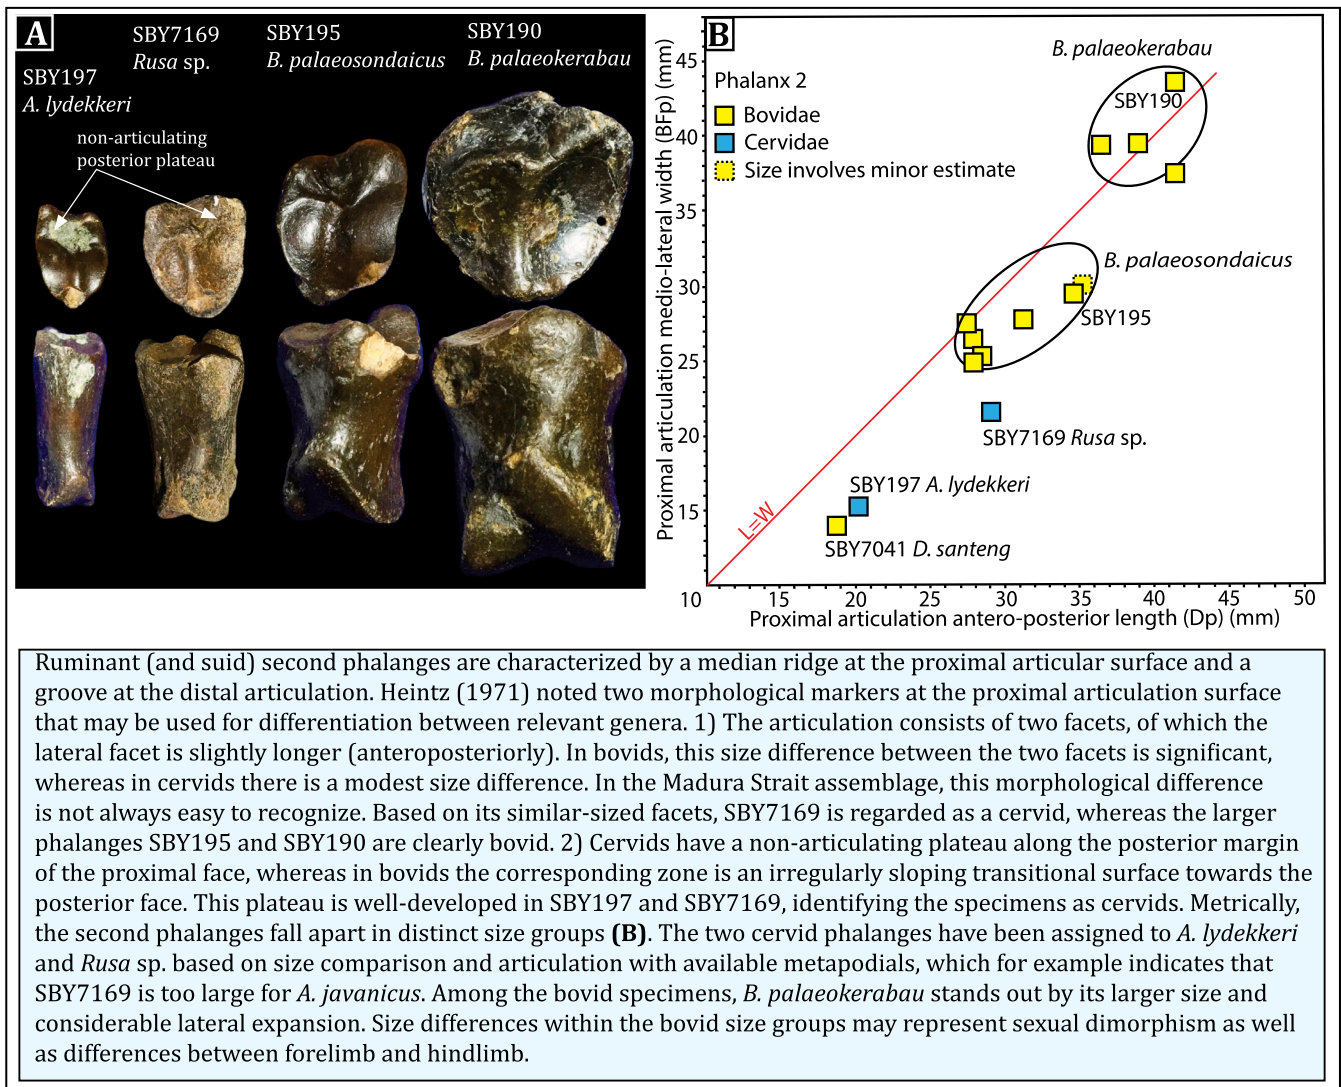 A
SBY197
A. lydekkeri
SBY7169
Rusa sp.
SBY195
B. palaeosondaicus
SBY190
B. palaeokerabau
non-articulating
posterior plateau
B
Phalanx 2
Bovidae
Cervidae
Size involves minor estimate
B. palaeokerabau
SBY190
B. palaeosondaicus
SBY195
SBY7169 Rusa sp.
SBY197 A. lydekkeri
SBY7041 D. santeng
L=W
Proximal articulation medio-lateral width (BFp) (mm)
45
40
35
30
25
20
15
10 15 20 25 30 35 40 45 50
Proximal articulation antero-posterior length (Dp) (mm)
Ruminant (and suid) second phalanges are characterized by a median ridge at the proximal articular surface and a
groove at the distal articulation. Heintz (1971) noted two morphological markers at the proximal articulation surface
that may be used for differentiation between relevant genera. 1) The articulation consists of two facets, of which the
lateral facet is slightly longer (anteroposteriorly). In bovids, this size difference between the two facets is significant,
whereas in cervids there is a modest size difference. In the Madura Strait assemblage, this morphological difference
is not always easy to recognize. Based on its similar-sized facets, SBY7169 is regarded as a cervid, whereas the larger
phalanges SBY195 and SBY190 are clearly bovid. 2) Cervids have a non-articulating plateau along the posterior margin
of the proximal face, whereas in bovids the corresponding zone is an irregularly sloping transitional surface towards the
posterior face. This plateau is well-developed in SBY197 and SBY7169, identifying the specimens as cervids. Metrically,
the second phalanges fall apart in distinct size groups (B). The two cervid phalanges have been assigned to A. lydekkeri
and Rusa sp. based on size comparison and articulation with available metapodials, which for example indicates that
SBY7169 is too large for A. javanicus. Among the bovid specimens, B. palaeokerabau stands out by its larger size and
considerable lateral expansion. Size differences within the bovid size groups may represent sexual dimorphism as well
as differences between forelimb and hindlimb.